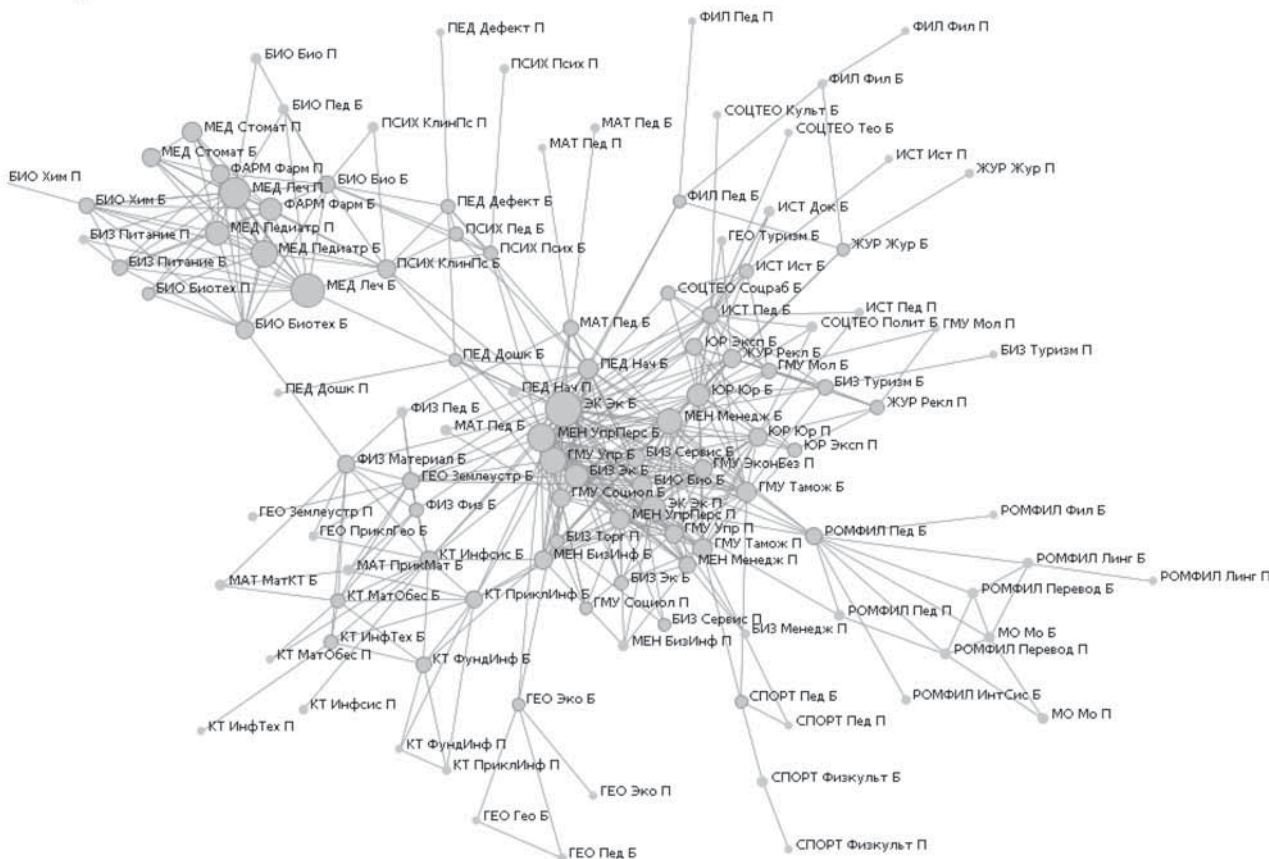 ФИЛ Пед П
ФИЛ Фил П
ПЕД Дефект П
БИО Био П
ПСИХ Псих П
ФИЛ Фил Б
БИО Пед Б
СОЦТЕО Культ Б
МЕД Стомат П
ПСИХ КлинПс П
МАТ Пед Б
СОЦТЕО Тео Б
МАТ Пед П
МЕД Стомат Б
ИСТ Ист П
ФАРМ Фарм П
ЖУР Жур П
БИО Хим П
МЕД Леч П
БИО Био Б
БИО Хим Б
ФАРМ Фарм Б
ПЕД Дефект Б
ФИЛ Пед Б
ИСТ Док Б
МЕД Педиатр П
ПСИХ Пед Б
БИЗ Питание П
ГЕО Туризм Б
МЕД Педиатр Б
ПСИХ Псих Б
ЖУР Жур Б
БИЗ Питание Б
ПСИХ КлинПс Б
ИСТ Ист Б
БИО Биотех П
МЕД Леч Б
СОЦТЕО Соцраб Б
ИСТ Пед Б
ИСТ Пед П
БИО Биотех Б
МАТ Пед Б
СОЦТЕО Полит Б
ГМУ Мол П
ЮР Эксп Б
ПЕД Дошк Б
ЖУР Рекл Б
БИЗ Туризм П
ПЕД Нач Б
ГМУ Мол Б
ПЕД Дошк П
ПЕД Нач П
ЮР Юр Б
БИЗ Туризм Б
ЭК Эк Б
ЖУР Рекл П
ФИЗ Пед Б
МЕН Менедж Б
МАТ Пед Б
МЕН УпрПерс Б
ЮР Юр П
ЮР Эксп П
ГМУ Упр Б
БИЗ Сервис Б
ФИЗ Материал Б
ГМУ ЭконБез П
ГЕО Землеустр Б
БИЗ Эк Б
БИО Био Б
ГМУ Тамож Б
ГМУ Социол Б
ЭК Эк П
ФИЗ Физ Б
ГЕО Землеустр П
РОМФИЛ Фил Б
МЕН УпрПерс П
ГМУ Упр П
ГЕО ПриклГео Б
РОМФИЛ Пед Б
БИЗ Торг П
ГМУ Тамож П
КТ Инфсис Б
МЕН БизИнф Б
МЕН Менедж П
РОМФИЛ Линг Б
МАТ ПрикМат Б
МАТ МатКТ Б
БИЗ Эк Б
РОМФИЛ Линг П
КТ МатОбес Б
КТ ПриклИнф Б
РОМФИЛ Перевод Б
ГМУ Социол П
РОМФИЛ Пед П
БИЗ Сервис П
БИЗ Менедж П
КТ ИнфТех Б
МО Мо Б
МЕН БизИнф П
РОМФИЛ Перевод П
КТ МатОбес П
КТ ФундИнф Б
СПОРТ Пед Б
РОМФИЛ ИнтСис Б
ГЕО Эко Б
КТ Инфсис П
МО Мо П
КТ ИнфТех П
СПОРТ Пед П
КТ ФундИнф П
КТ ПриклИнф П
СПОРТ Физкульт Б
ГЕО Эко П
ГЕО Гео Б
СПОРТ Физкульт П
ГЕО Пед Б